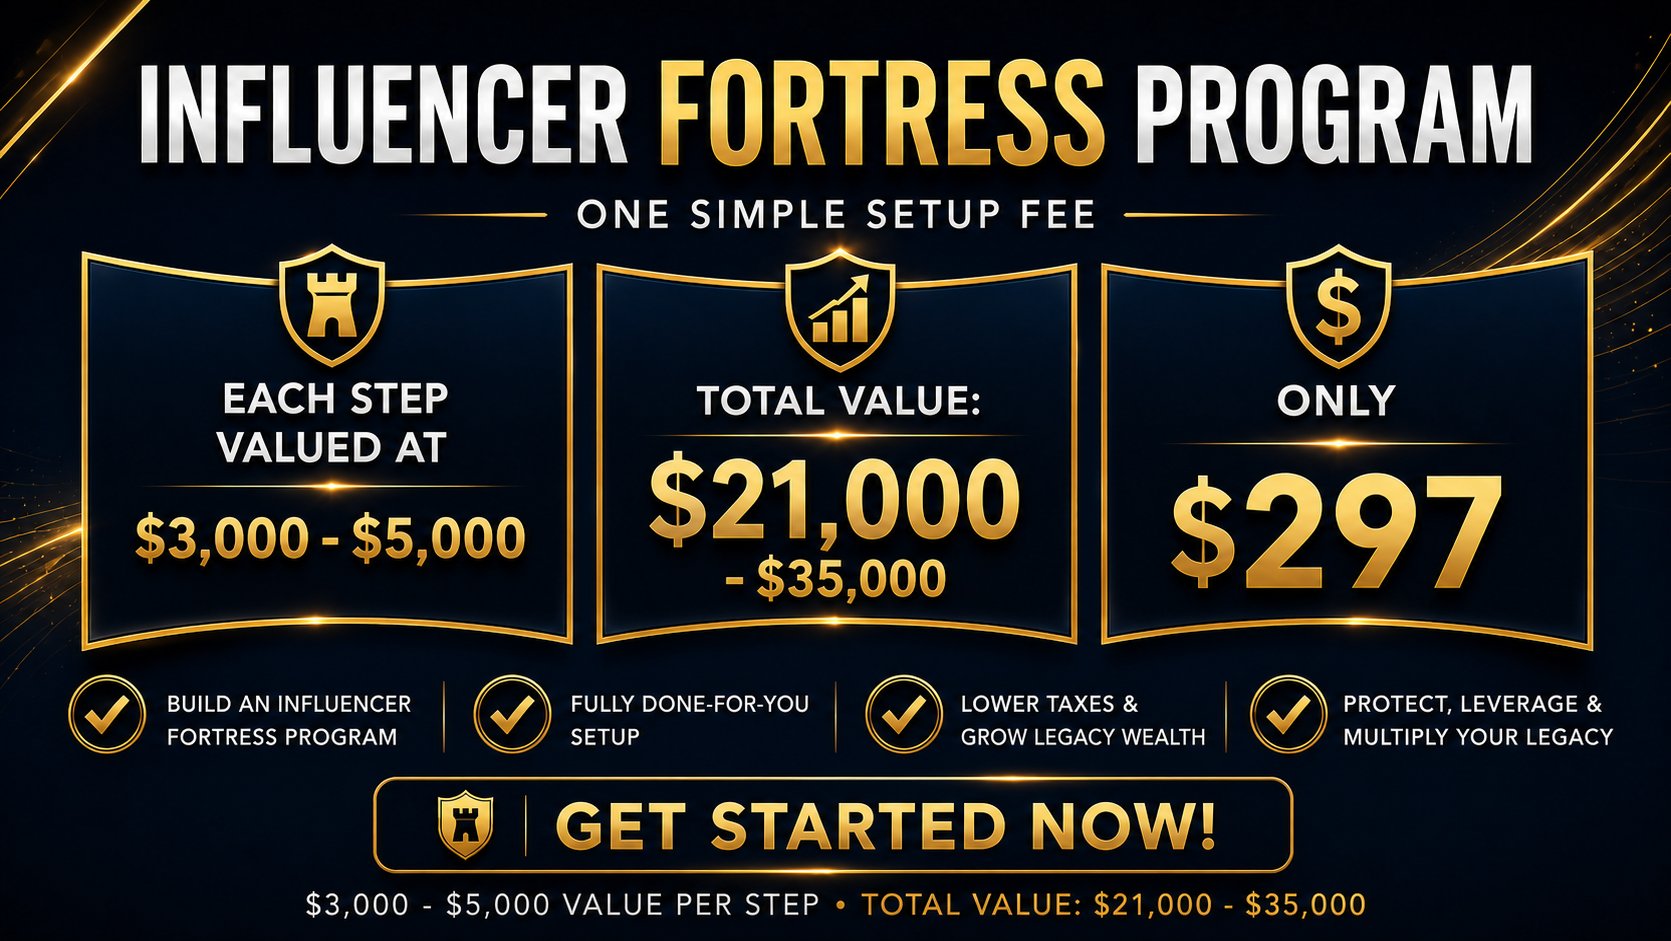 INFLUENCER FORTRESS PROGRAM
ONE SIMPLE SETUP FEE
EACH STEP
VALUED AT
$3,000 - $5,000
TOTAL VALUE:
$21,000
- $35,000
ONLY
$297
BUILD AN INFLUENCER
FORTRESS PROGRAM
FULLY DONE-FOR-YOU
SETUP
LOWER TAXES &
GROW LEGACY WEALTH
PROTECT, LEVERAGE &
MULTIPLY YOUR LEGACY
GET STARTED NOW!
$3,000 - $5,000 VALUE PER STEP • TOTAL VALUE: $21,000 - $35,000